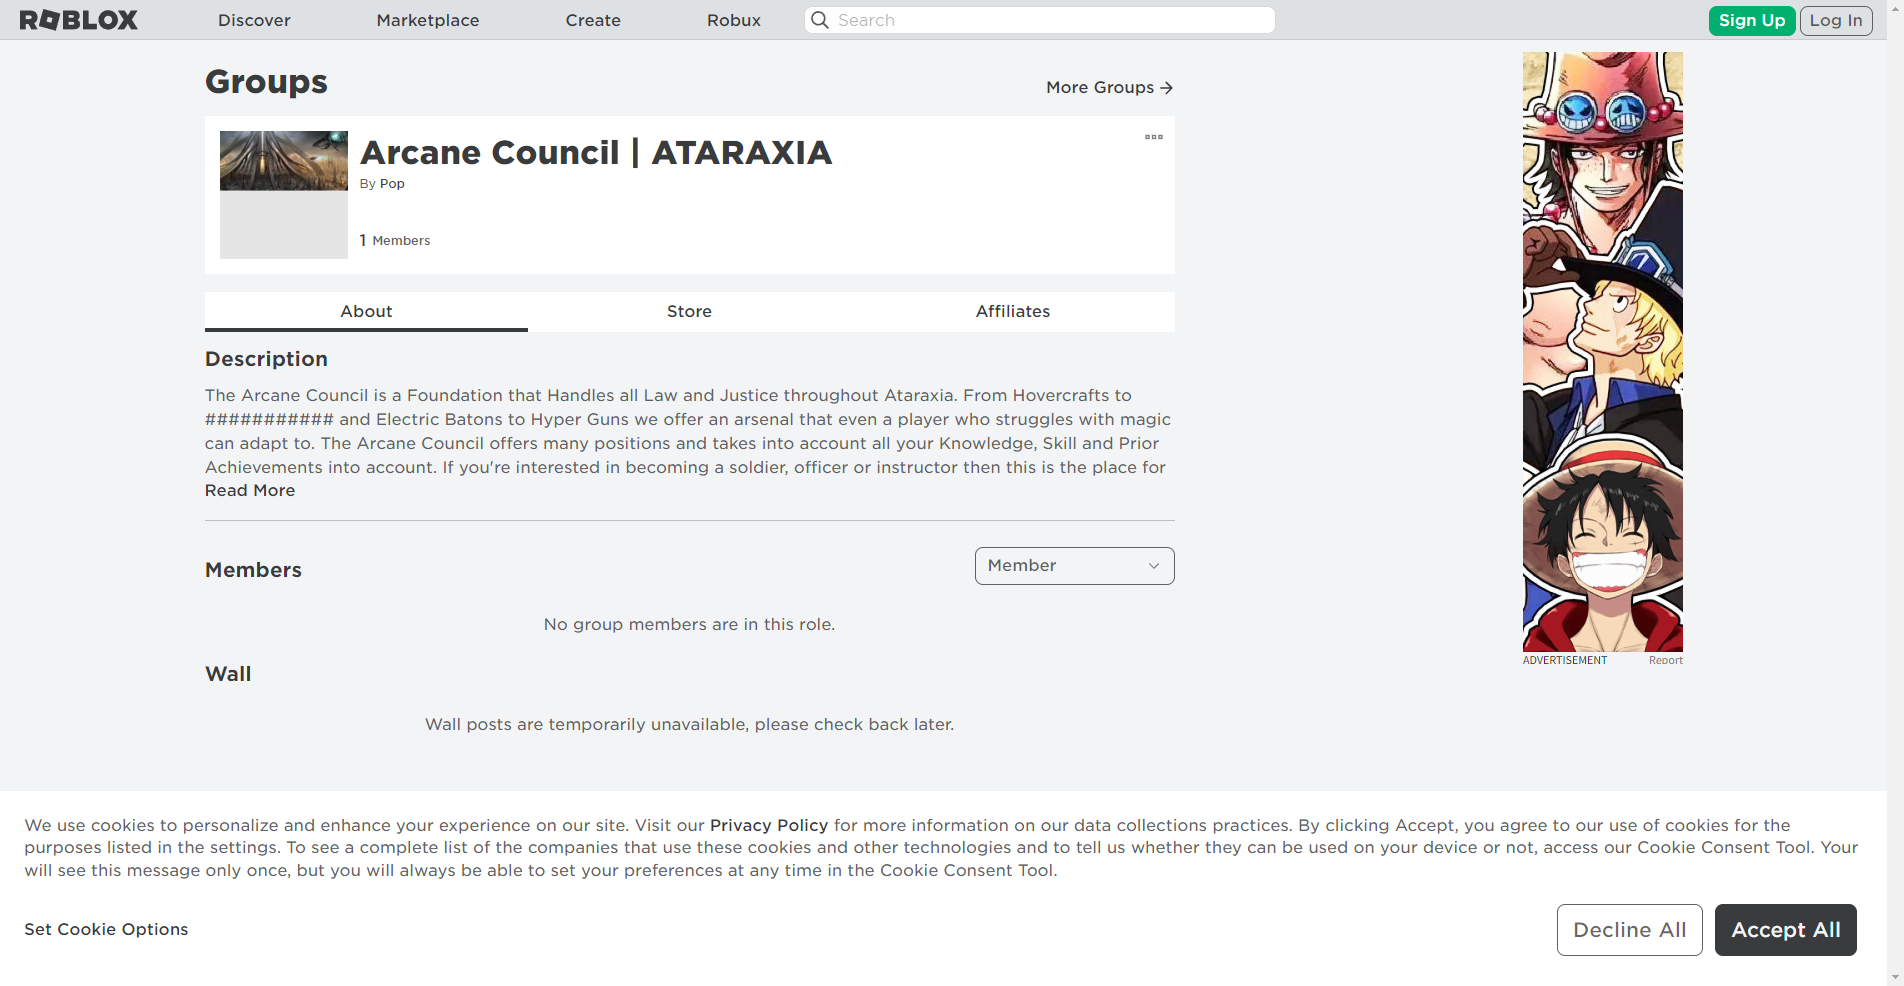 ROBLOX
Discover
Marketplace
Create
Robux
Search
Sign Up
Log In
Groups
More Groups
Arcane Council | ATARAXIA
By Pop
1 Members
About
Store
Affiliates
Description
The Arcane Council is a Foundation that Handles all Law and Justice throughout Ataraxia. From Hovercrafts to
########### and Electric Batons to Hyper Guns we offer an arsenal that even a player who struggles with magic
can adapt to. The Arcane Council offers many positions and takes into account all your Knowledge, Skill and Prior
Achievements into account. If you're interested in becoming a soldier, officer or instructor then this is the place for
Read More
Members
Member
No group members are in this role.
Wall
Wall posts are temporarily unavailable, please check back later.
ADVERTISEMENT
Report
We use cookies to personalize and enhance your experience on our site. Visit our Privacy Policy for more information on our data collections practices. By clicking Accept, you agree to our use of cookies for the
purposes listed in the settings. To see a complete list of the companies that use these cookies and other technologies and to tell us whether they can be used on your device or not, access our Cookie Consent Tool. Your
will see this message only once, but you will always be able to set your preferences at any time in the Cookie Consent Tool.
Set Cookie Options
Decline All
Accept All